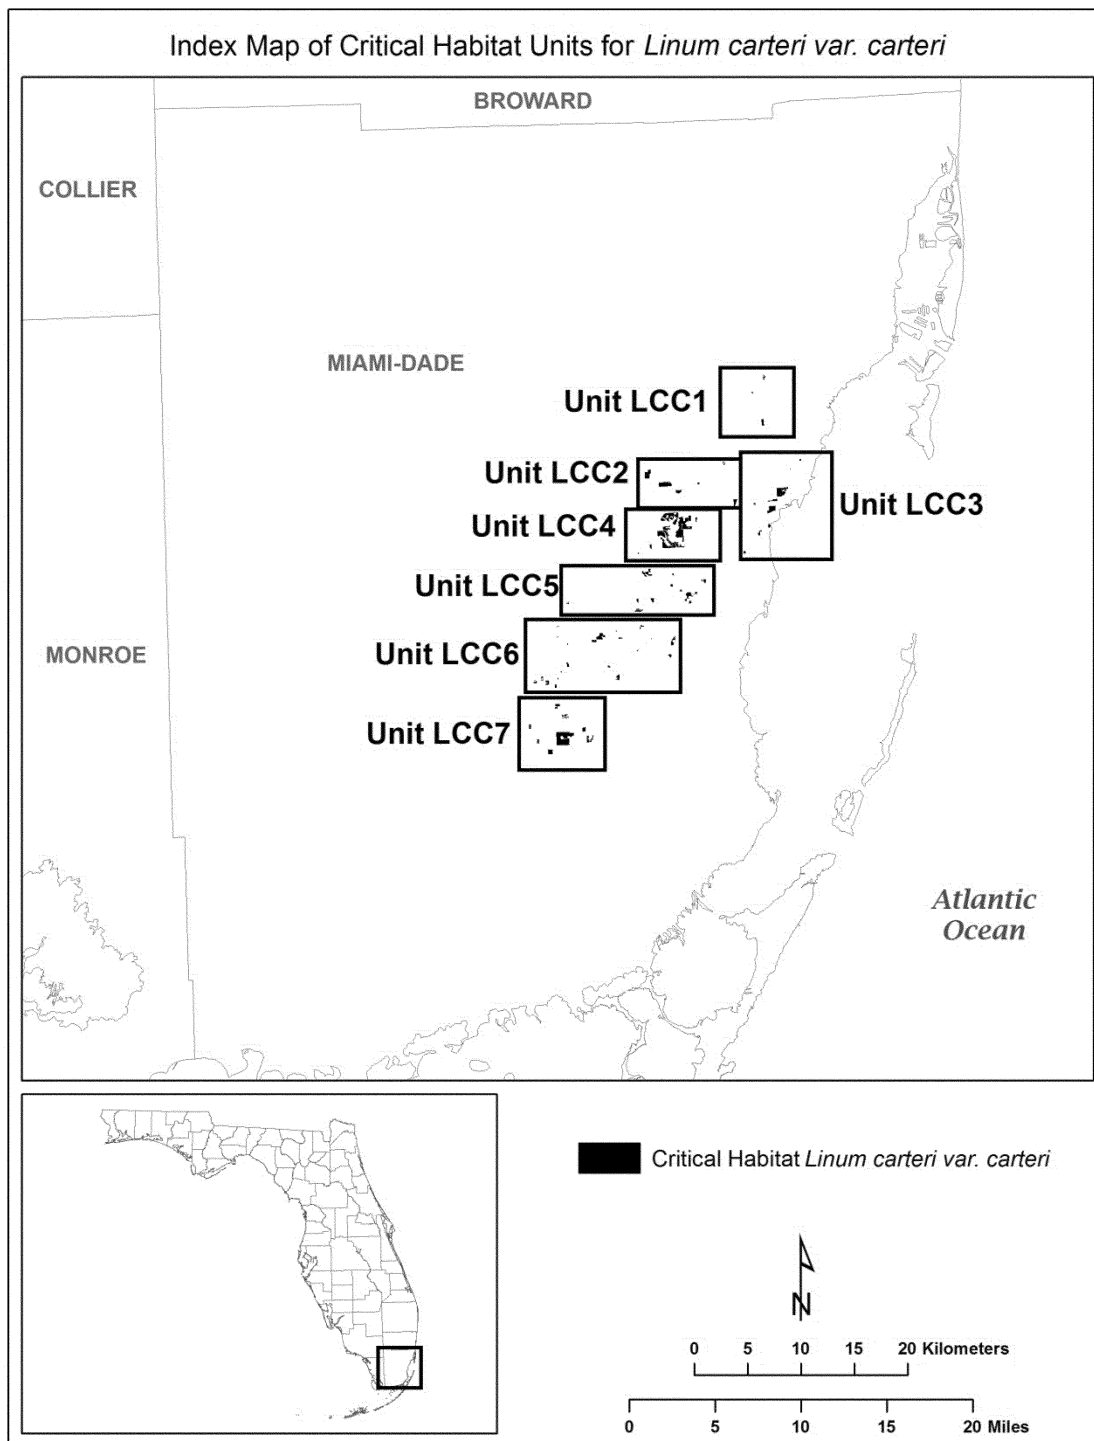 Index Map of Critical Habitat Units for Linum carteri var. carteri
BROWARD
COLLIER
MIAMI-DADE
Unit LCC1
Unit LCC2
Unit LCC3
Unit LCC4
Unit LCC5
Unit LCC6
MONROE
Unit LCC7
Atlantic
Ocean
Critical Habitat Linum carteri var. carteri
N
0 5 10 15 20 Kilometers
0 5 10 15 20 Miles